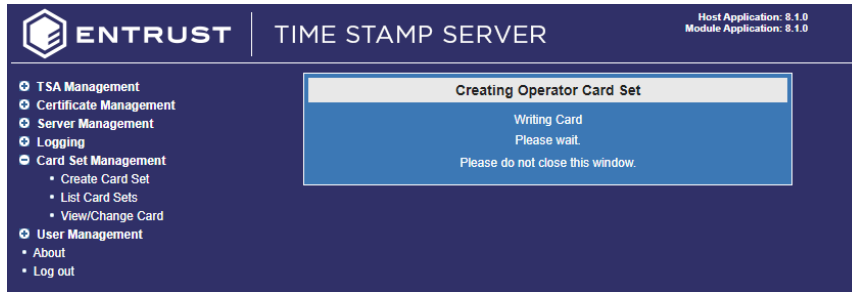 ENTRUST
TIME STAMP SERVER
Host Application: 8.1.0
Module Application: 8.1.0
TSA Management
Certificate Management
Server Management
Logging
Card Set Management
• Create Card Set
• List Card Sets
• View/Change Card
User Management
• About
• Log out
Creating Operator Card Set
Writing Card
Please wait.
Please do not close this window.